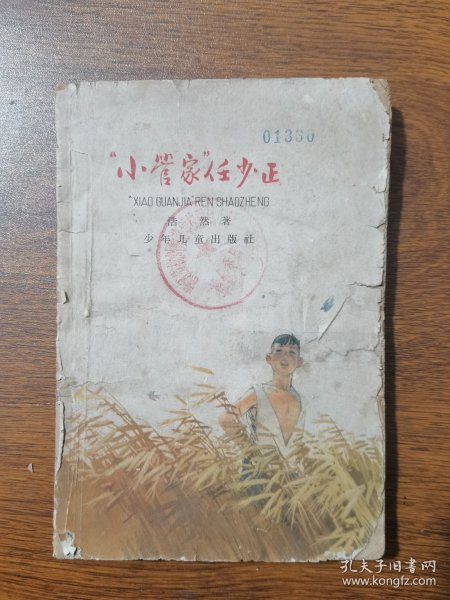 01330
“小管家”任少正
“XIAO GUANJIA”REN SHAOZHENG
浩 然 著
少年儿童出版社
孔夫子旧书网
www.kongfz.com